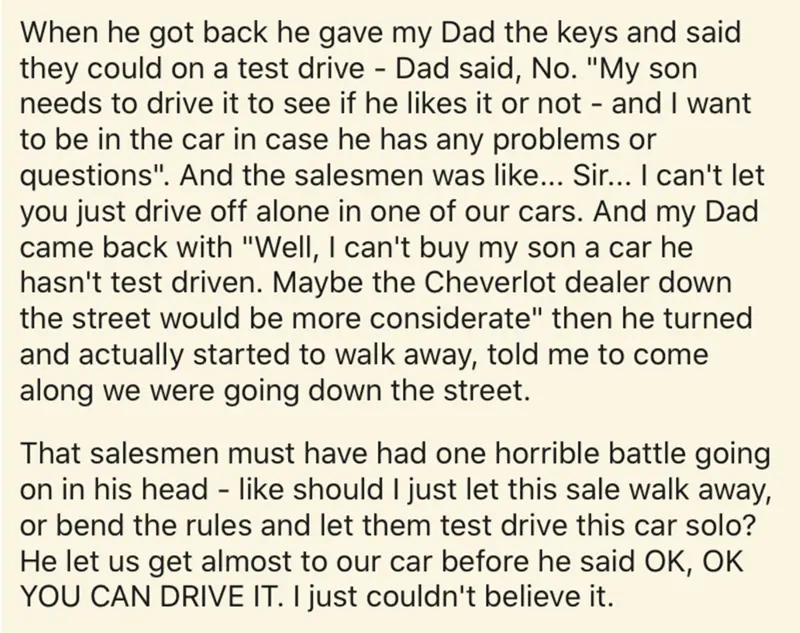 When he got back he gave my Dad the keys and said
they could on a test drive - Dad said, No. "My son
needs to drive it to see if he likes it or not - and I want
to be in the car in case he has any problems or
questions". And the salesmen was like... Sir... I can't let
you just drive off alone in one of our cars. And my Dad
came back with "Well, I can't buy my son a car he
hasn't test driven. Maybe the Cheverlot dealer down
the street would be more considerate" then he turned
and actually started to walk away, told me to come
along we were going down the street.
That salesmen must have had one horrible battle going
on in his head - like should I just let this sale walk away,
or bend the rules and let them test drive this car solo?
He let us get almost to our car before he said OK, OK
YOU CAN DRIVE IT. I just couldn't believe it.